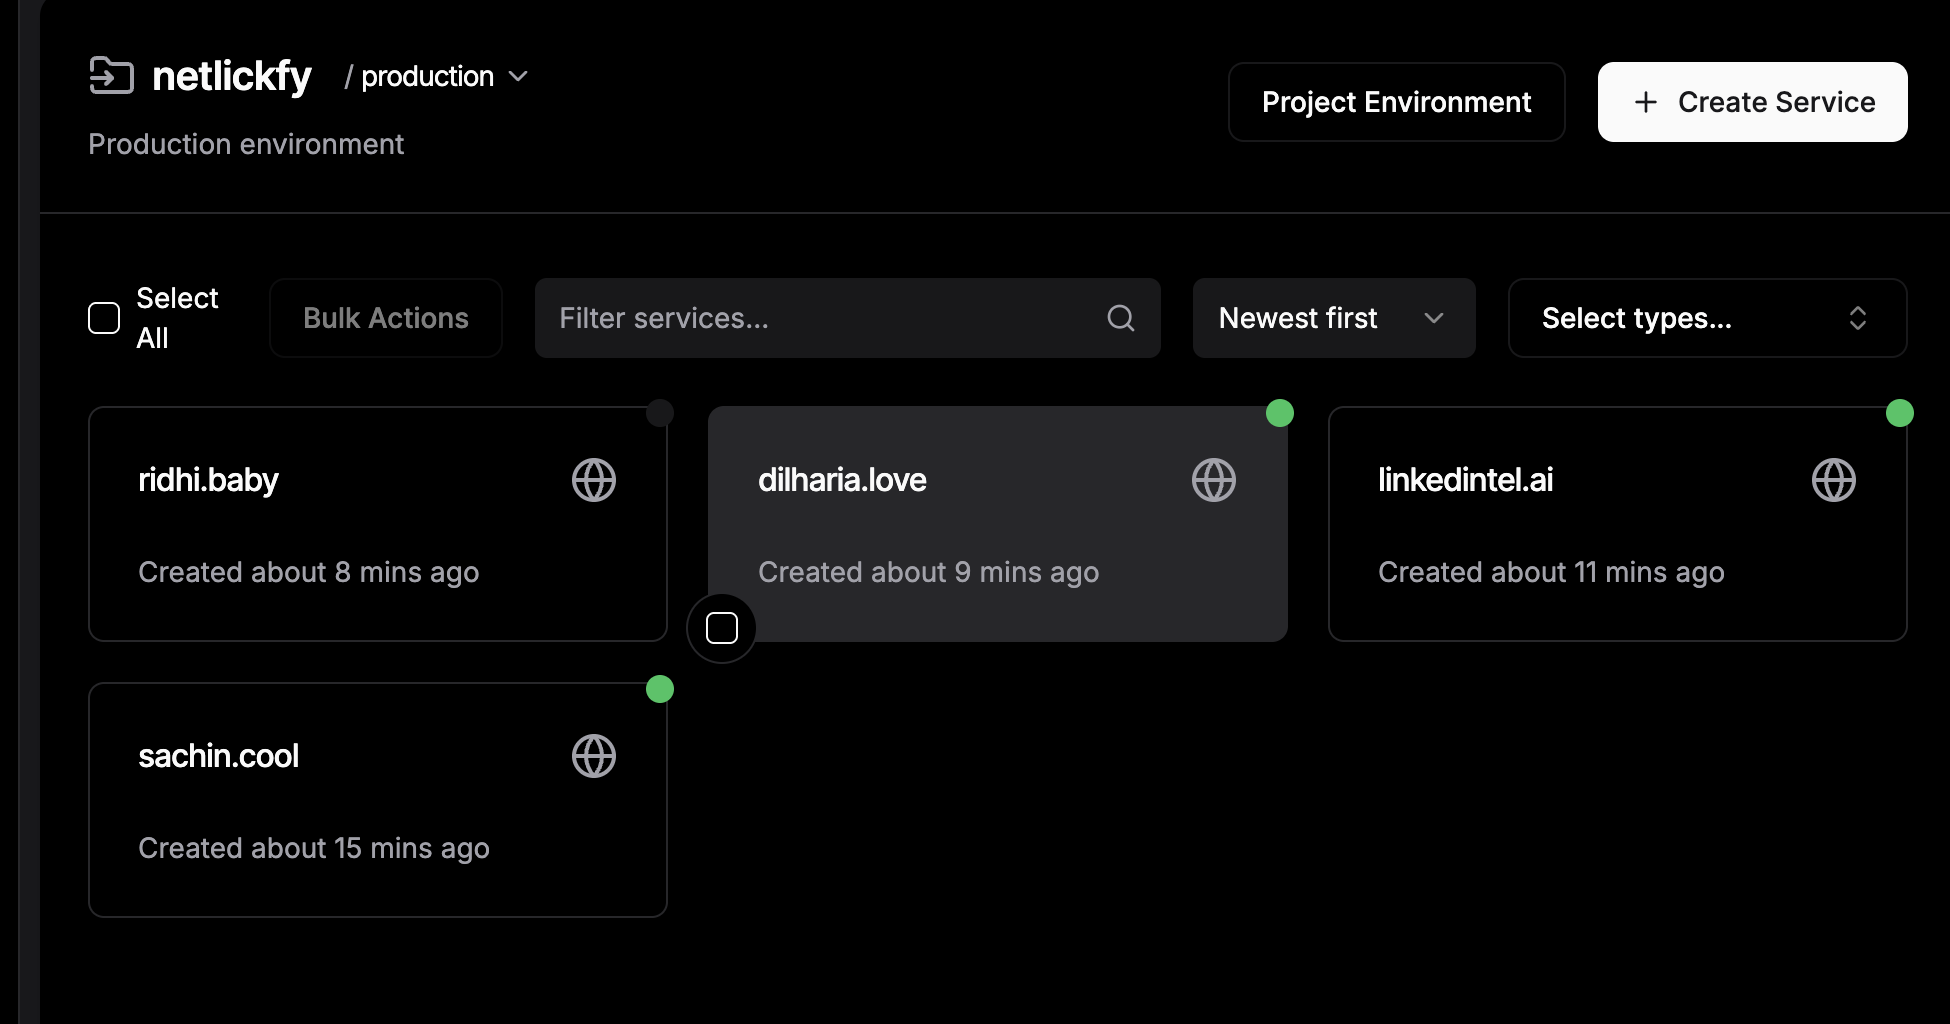 netlickfy / production
Production environment
Project Environment
Create Service
Select
All
Bulk Actions
Filter services...
Newest first
Select types...
ridhi.baby
Created about 8 mins ago
dilharia.love
Created about 9 mins ago
linkedintel.ai
Created about 11 mins ago
sachin.cool
Created about 15 mins ago